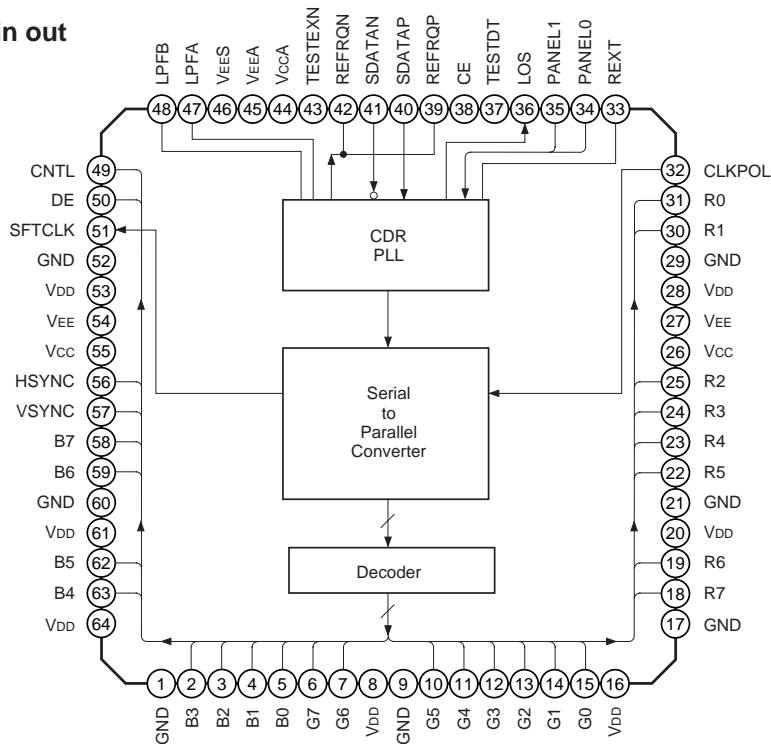 in out
LPFB
LPFA
VEES
VEEA
VCCA
TESTEXN
REFRQN
SDATAN
SDATAP
REFRQP
CE
TESTDT
LOS
PANEL1
PANEL0
REXT
48 47 46 45 44 43 42 41 40 39 38 37 36 35 34 33
CNTL 49
DE 50
SFTCLK 51
GND 52
VDD 53
VEE 54
VCC 55
HSYNC 56
VSYNC 57
B7 58
B6 59
GND 60
VDD 61
B5 62
B4 63
VDD 64
CDR
PLL
Serial
to
Parallel
Converter
Decoder
32 CLKPOL
31 R0
30 R1
29 GND
28 VDD
27 VEE
26 VCC
25 R2
24 R3
23 R4
22 R5
21 GND
20 VDD
19 R6
18 R7
17 GND
1 2 3 4 5 6 7 8 9 10 11 12 13 14 15 16
GND
B3
B2
B1
B0
G7
G6
VDD
GND
G5
G4
G3
G2
G1
G0
VDD